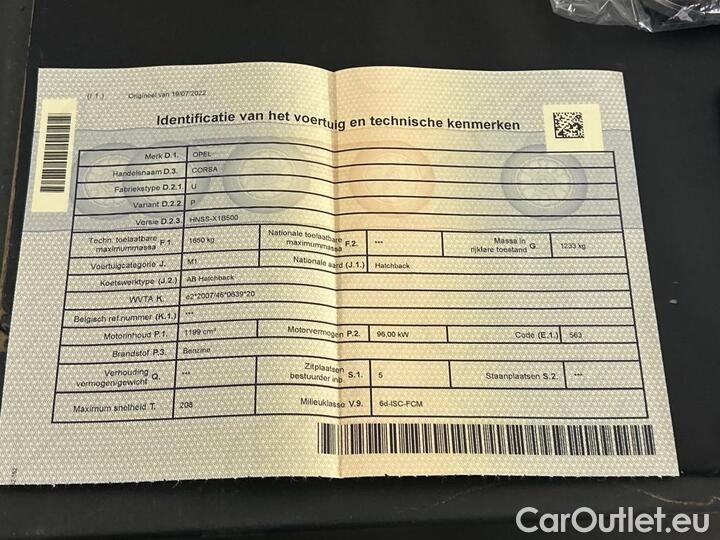 (I.1.) Origineel van 19/07/2022
Identificatie van het voertuig en technische kenmerken
Merk D.1. OPEL
Handelsnaam D.3. CORSA
Fabrieketype D.2.1. U
Variant D.2.2. P
Versie D.2.3. HNSS-X1B500
Techn. toelaatbare maximummassa F.1 1650 kg Nationale toelaatbare maximummassa F.2. *** Massa in rijklare toestand G 1233 kg
Voertuigcategorie J. M1 Nationale aard (J.1.) Hatchback
Koetswerktype (J.2.) AB Hatchback
WVTA K. e2*2007/46*0639*20
Belgisch ref.nummer (K.1.) ***
Motorinhoud P.1. 1199 cm³ Motorvermogen P.2. 96,00 kW Code (E.1.) 563
Brandstof P.3. Benzine
Verhouding vermogen/gewicht Q. *** Zitplaatsen bestuurder inb. S.1. 5 Staanplaatsen S.2. ***
Maximum snelheid T. 208 Milieuklasse V.9. 6d-ISC-FCM
CarOutlet.eu